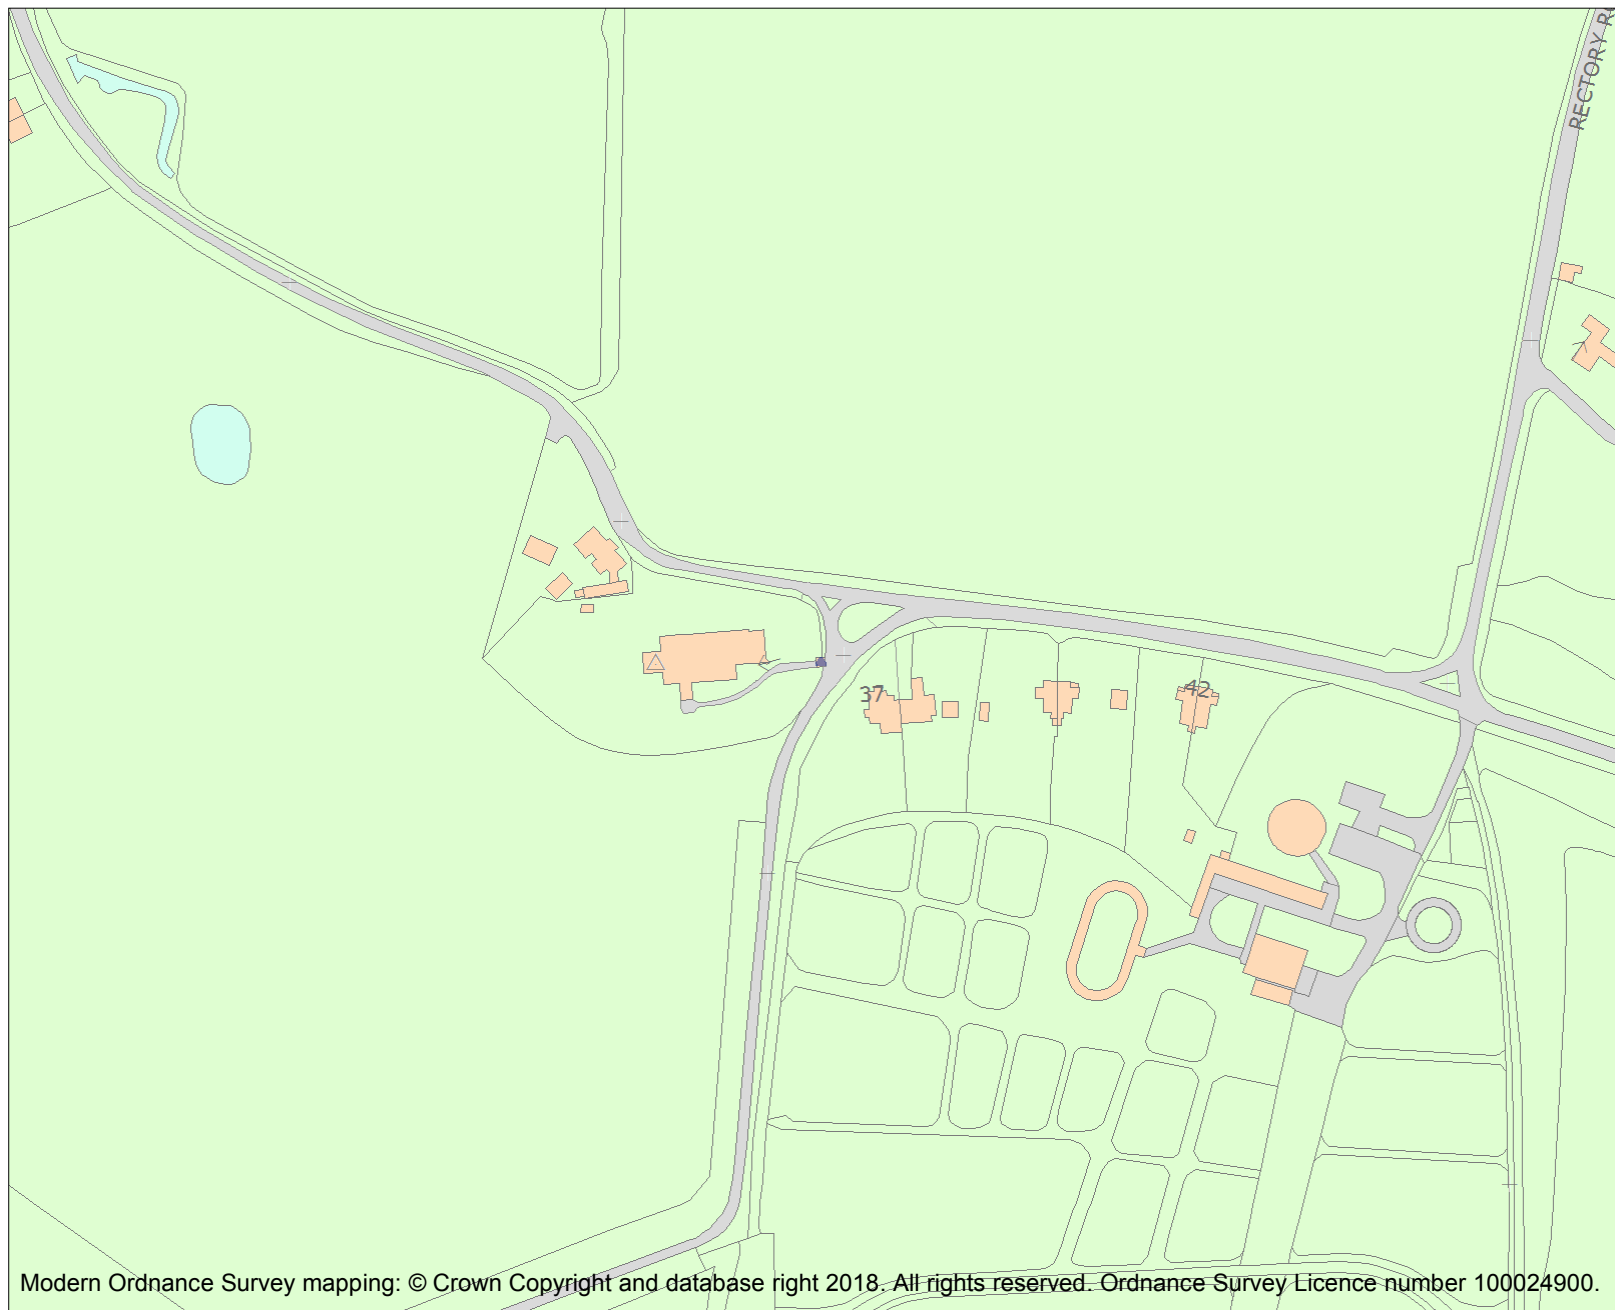 RECTORY
37
42
Modern Ordnance Survey mapping: © Crown Copyright and database right 2018. All rights reserved. Ordnance Survey Licence number 100024900.